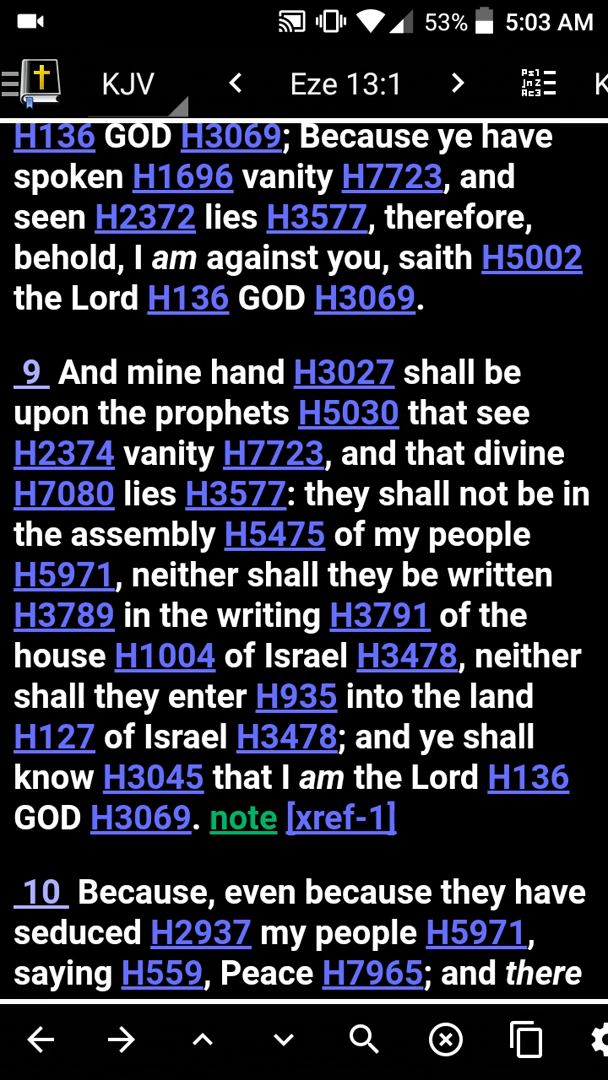 53% 5:03 AM
KJV < Eze 13:1 > Ps1 Jn2 Ac3 K
H136 GOD H3069; Because ye have
spoken H1696 vanity H7723, and
seen H2372 lies H3577, therefore,
behold, I am against you, saith H5002
the Lord H136 GOD H3069.
9 And mine hand H3027 shall be
upon the prophets H5030 that see
H2374 vanity H7723, and that divine
H7080 lies H3577: they shall not be in
the assembly H5475 of my people
H5971, neither shall they be written
H3789 in the writing H3791 of the
house H1004 of Israel H3478, neither
shall they enter H935 into the land
H127 of Israel H3478; and ye shall
know H3045 that I am the Lord H136
GOD H3069. note [xref-1]
10 Because, even because they have
seduced H2937 my people H5971,
saying H559, Peace H7965; and there